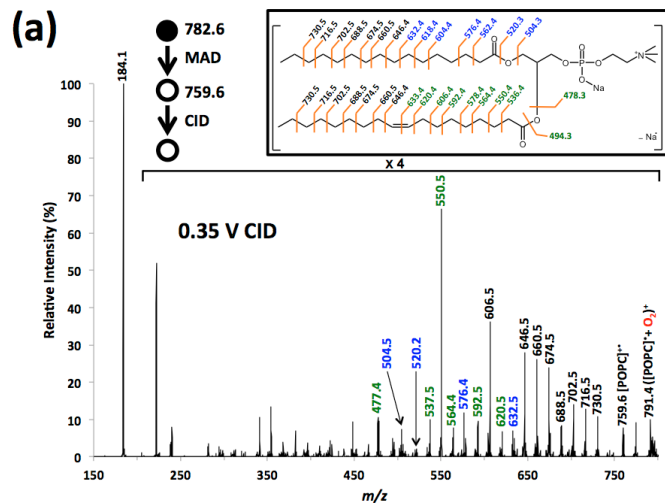 (a)
782.6
MAD
759.6
CID
730.5 716.5 702.5 688.5 674.5 660.5 646.4 632.4 618.4 604.4 576.4 562.4 520.3 504.3
O O O O P O N + Na
730.5 716.5 702.5 688.5 674.5 660.5 646.4 633.4 620.4 606.4 592.4 578.4 564.4 550.4 536.4
478.3
O O
494.3
– Na
x 4
0.35 V CID
184.1
477.4
504.5
520.2
537.5
550.5
564.4
576.4
592.5
606.5
620.5
632.5
646.5
660.5
674.5
688.5
702.5
716.5
730.5
759.6 [POPC]+•
791.4 ([POPC]+ + O2)+
Relative Intensity (%)
100
90
80
70
60
50
40
30
20
10
0
150 250 350 450 550 650 750
m/z